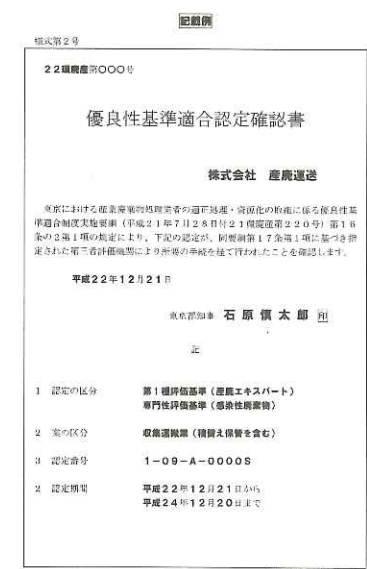 記載例
様式第２号
２２環廃産第〇〇〇号
優良性基準適合認定確認書
株式会社　産廃運送
東京における産業廃棄物処理業者の適正処理・資源化の取組に係る優良性基
準適合制度実施要綱（平成２１年７月２８日付２１環廃産第２２０号）第１６
条の２第１項の規定により、下記の認定が、同要綱第１７条第１項に基づき指
定された第三者評価機関により所要の手続を経て行われたことを確認します。
平成２２年１２月２１日
東京都知事　石原慎太郎　印
記
１　認定の区分　第１種評価基準（産廃エキスパート）
専門性評価基準（感染性廃棄物）
２　業の区分　収集運搬業（積替え保管を含む）
３　認定番号　１－０９－Ａ－００００Ｓ
２　認定期間　平成２２年１２月２１日から
平成２４年１２月２０日まで